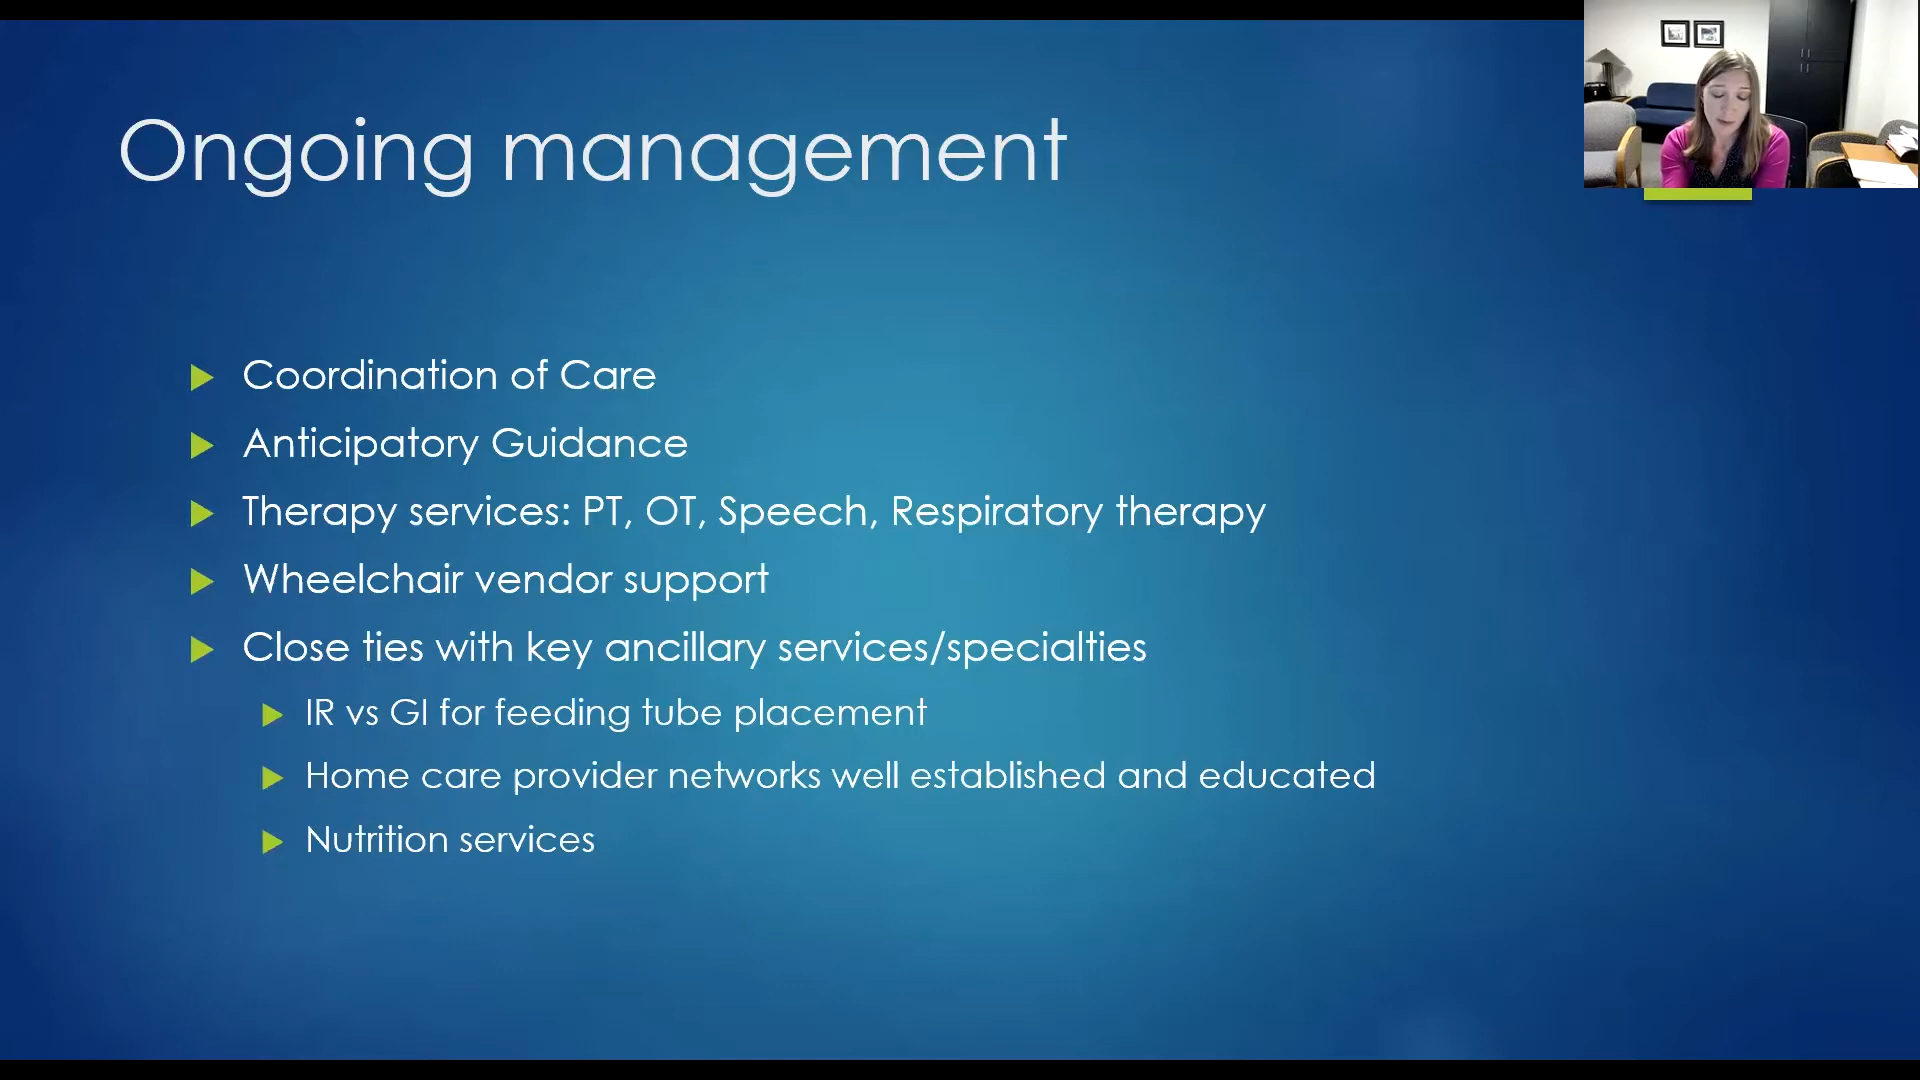 Ongoing management
Coordination of Care
Anticipatory Guidance
Therapy services: PT, OT, Speech, Respiratory therapy
Wheelchair vendor support
Close ties with key ancillary services/specialties
IR vs GI for feeding tube placement
Home care provider networks well established and educated
Nutrition services